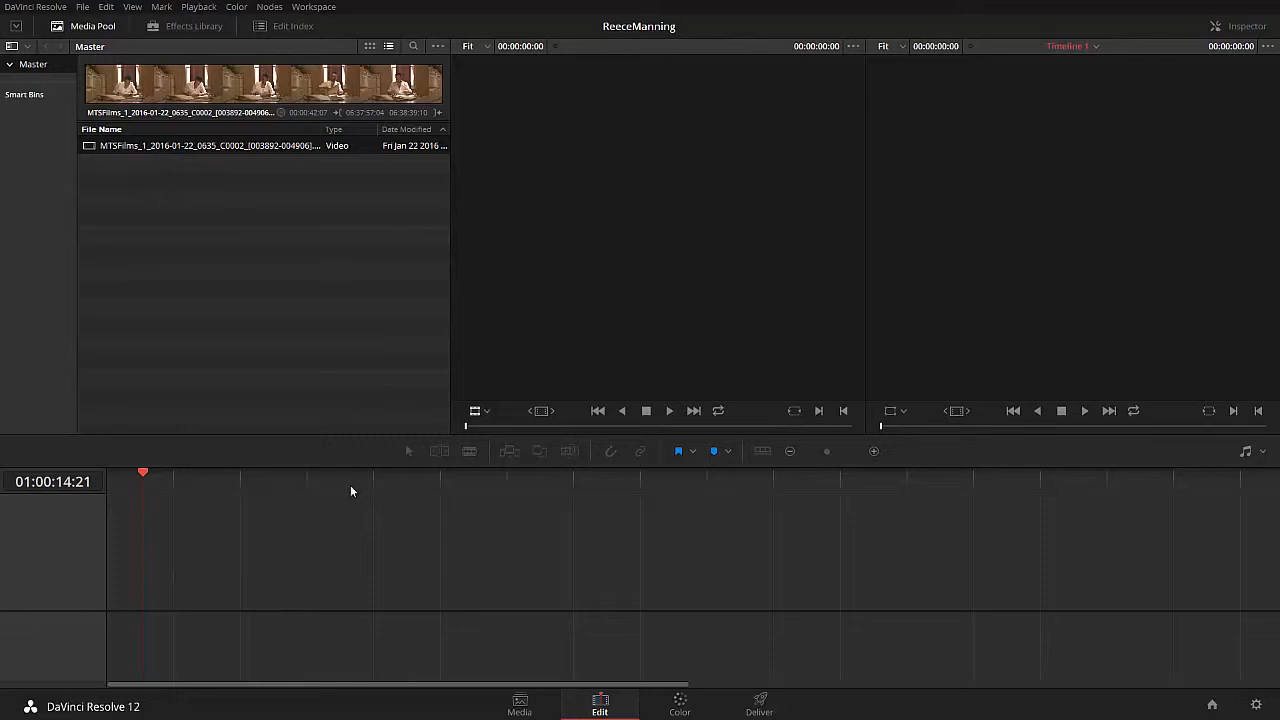 DaVinci Resolve File Edit View Mark Playback Color Nodes Workspace
Media Pool Effects Library Edit Index ReeceManning Inspector
Master Fit 00:00:00:00 00:00:00:00 Fit 00:00:00:00 Timeline 1 00:00:00:00
Master
Smart Bins
MTSFilms_1_2016-01-22_0635_C0002_[003892-004906... 00:00:42:07 06:37:57:04 06:38:39:10
File Name Type Date Modified
MTSFilms_1_2016-01-22_0635_C0002_[003892-004906].... Video Fri Jan 22 2016 ...
01:00:14:21
DaVinci Resolve 12 Media Edit Color Deliver